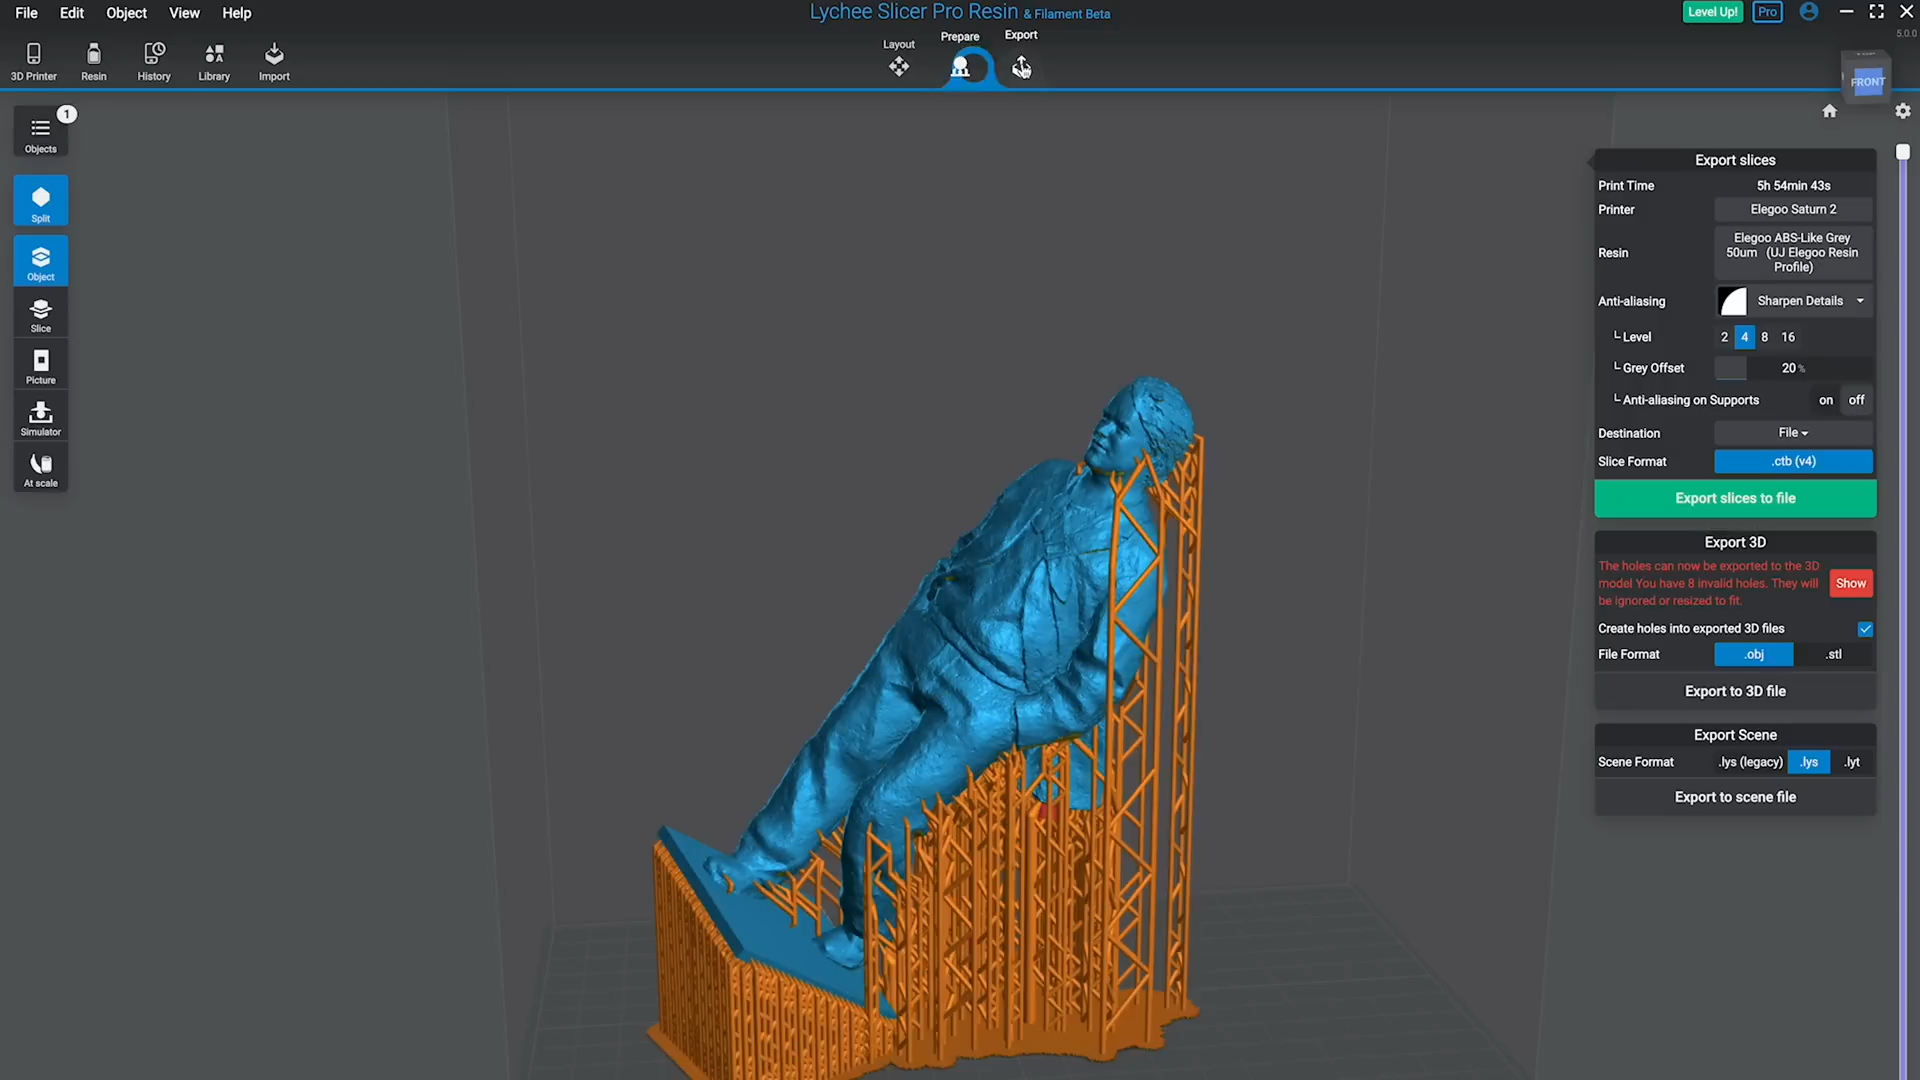 File Edit Object View Help
Lychee Slicer Pro Resin & Filament Beta
Level Up! Pro
5.0.0
3D Printer Resin History Library Import
Layout Prepare Export
FRONT
1
Objects
Split
Object
Slice
Picture
Simulator
At scale
Export slices
Print Time 5h 54min 43s
Printer Elegoo Saturn 2
Resin Elegoo ABS-Like Grey
50um (UJ Elegoo Resin
Profile)
Anti-aliasing Sharpen Details
Level 2 4 8 16
Grey Offset 20 %
Anti-aliasing on Supports on off
Destination File
Slice Format .ctb (v4)
Export slices to file
Export 3D
The holes can now be exported to the 3D
model You have 8 invalid holes. They will
be ignored or resized to fit.
Show
Create holes into exported 3D files
File Format .obj .stl
Export to 3D file
Export Scene
Scene Format .lys (legacy) .lys .lyt
Export to scene file